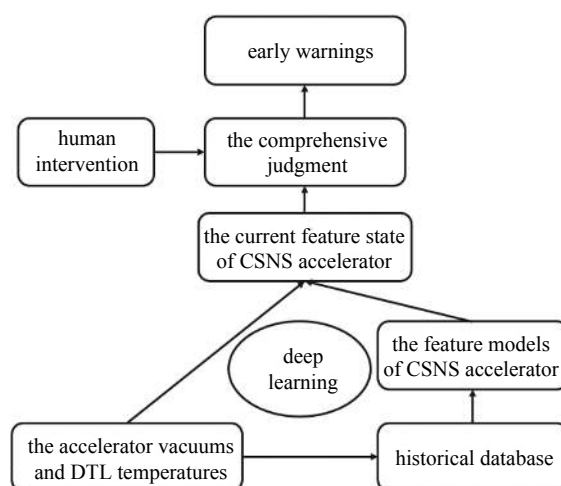 early warnings
human
intervention
the comprehensive
judgment
the current feature state
of CSNS accelerator
deep
learning
the feature models
of CSNS accelerator
the accelerator vacuums
and DTL temperatures
historical database